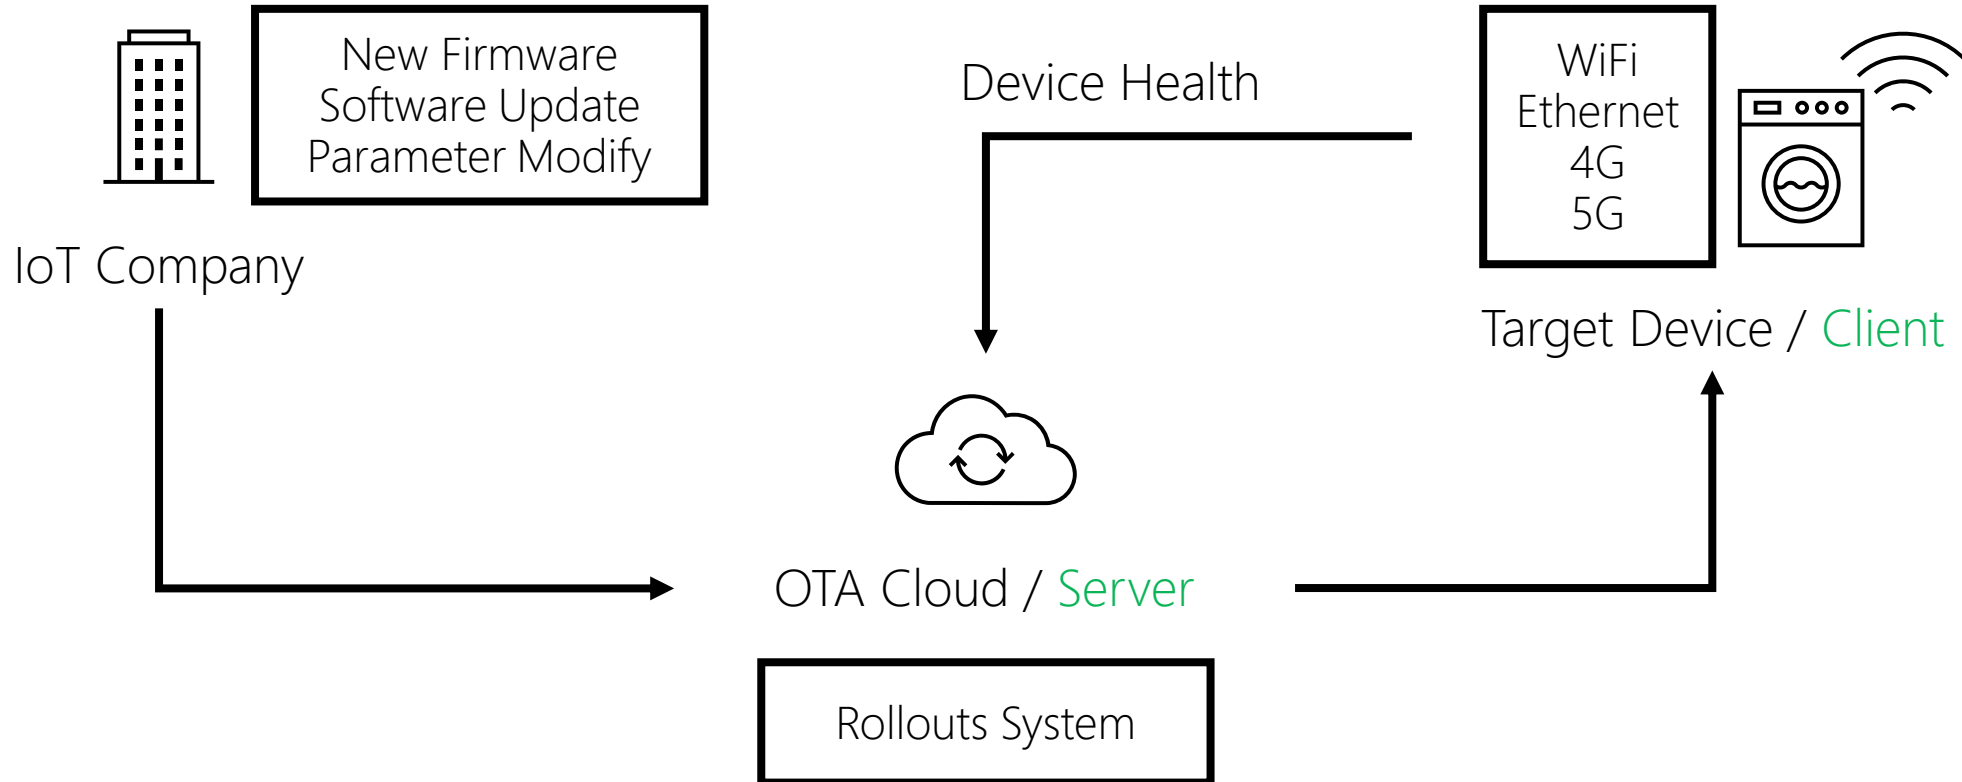 New Firmware
Software Update
Parameter Modify
IoT Company
Device Health
WiFi
Ethernet
4G
5G
Target Device / Client
OTA Cloud / Server
Rollouts System